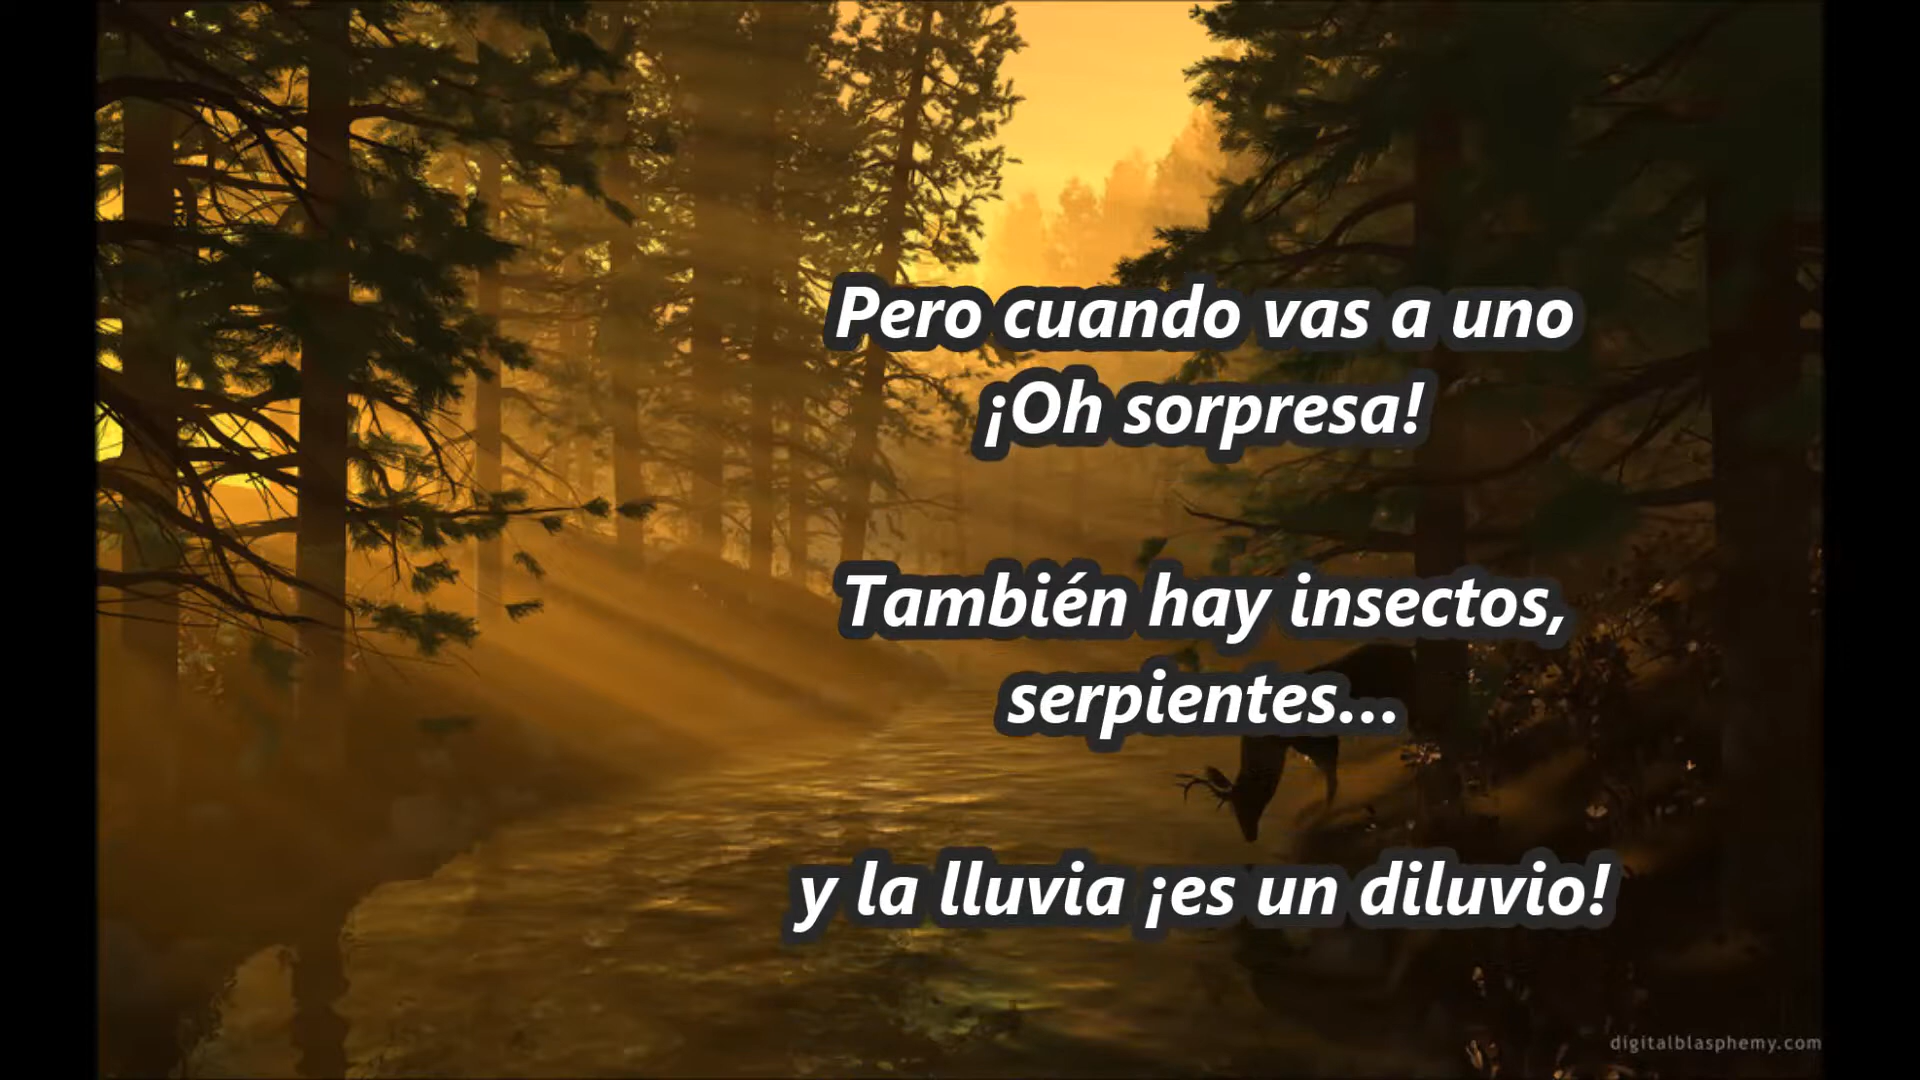 Pero cuando vas a uno
¡Oh sorpresa!
También hay insectos,
serpientes...
y la lluvia ¡es un diluvio!
digitalblasphemy.com